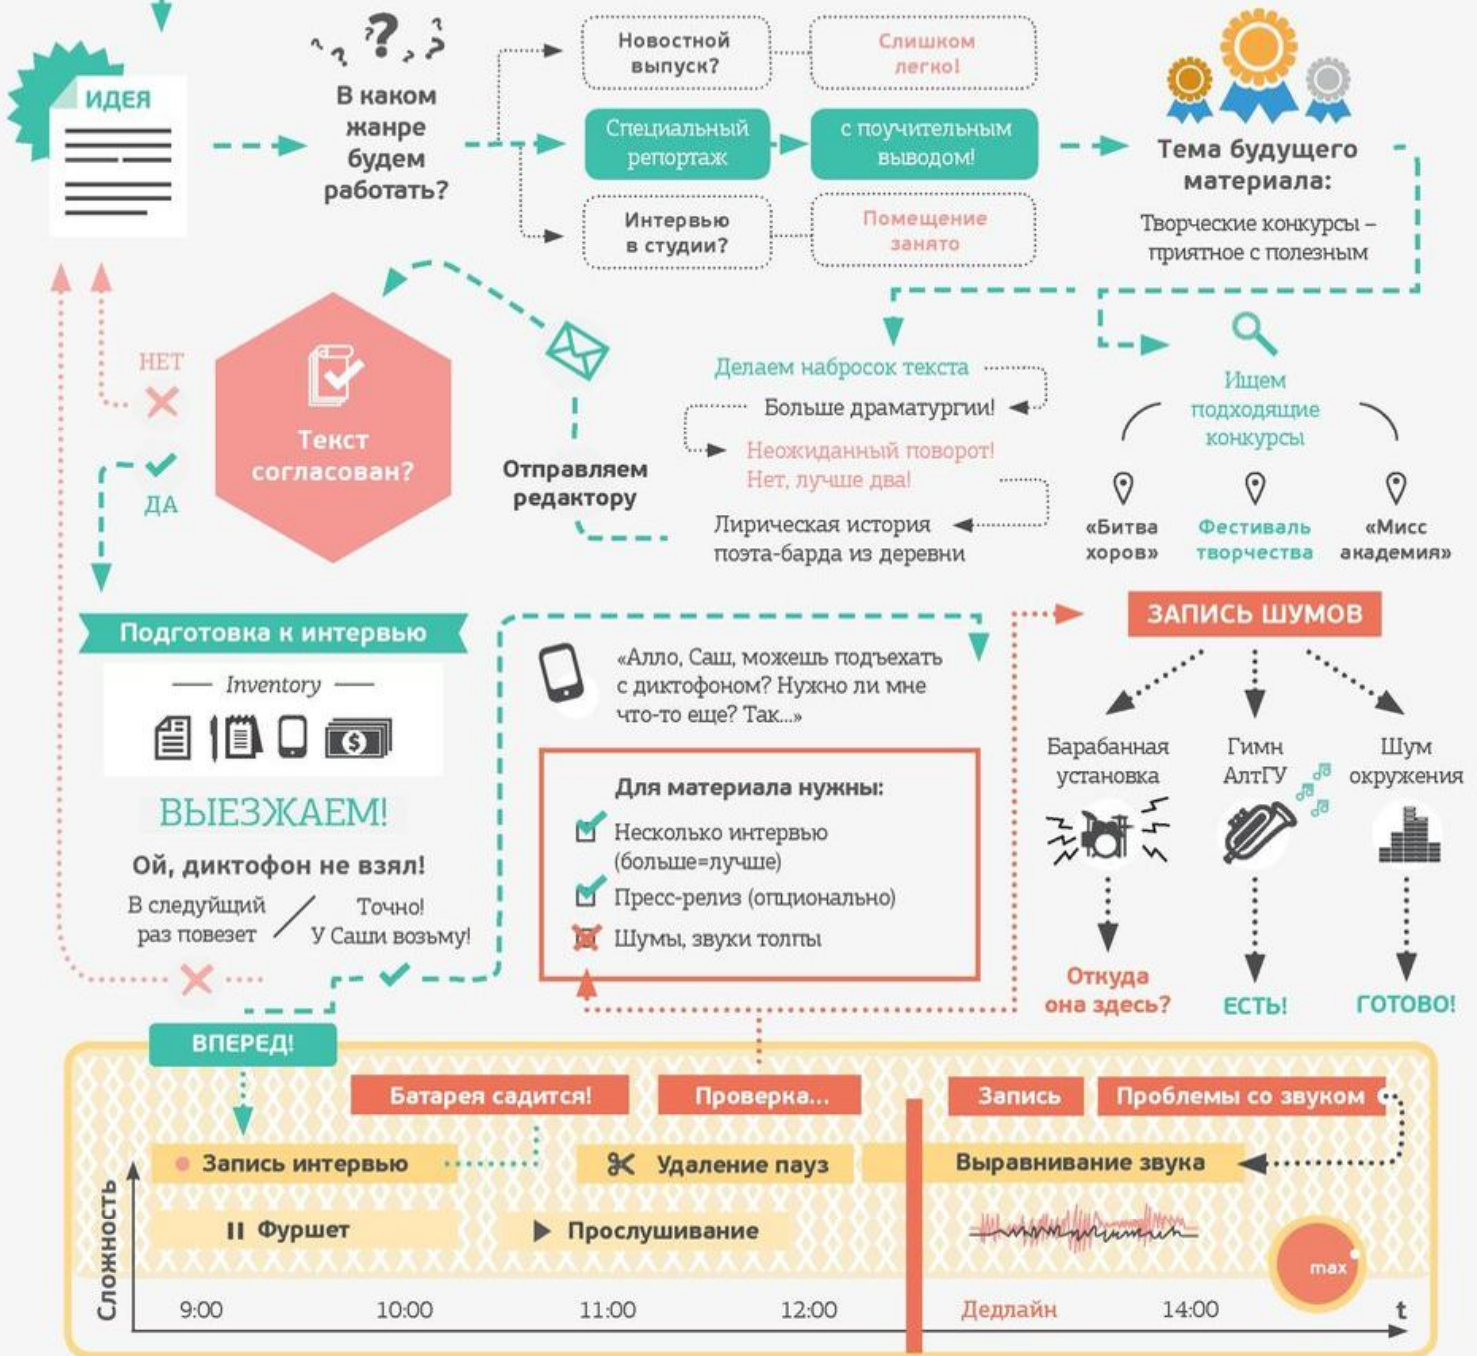 ИДЕЯ
В каком
жанре
будем
работать?
Новостной
выпуск?
Слишком
легко!
Специальный
репортаж
с поучительным
выводом!
Интервью
в студии?
Помещение
занято
Тема будущего
материала:
Творческие конкурсы –
приятное с полезным
Ищем
подходящие
конкурсы
«Битва
хоров»
Фестиваль
творчества
«Мисс
академия»
Делаем набросок текста
Больше драматургии!
Неожиданный поворот!
Нет, лучше два!
Лирическая история
поэта-барда из деревни
Отправляем
редактору
Текст
согласован?
НЕТ
ДА
Подготовка к интервью
Inventory
ВЫЕЗЖАЕМ!
Ой, диктофон не взял!
В следуйщий
раз повезет
Точно!
У Саши возьму!
«Алло, Саш, можешь подъехать
с диктофоном? Нужно ли мне
что-то еще? Так...»
Для материала нужны:
Несколько интервью
(больше=лучше)
Пресс-релиз (опционально)
Шумы, звуки толпы
ЗАПИСЬ ШУМОВ
Барабанная
установка
Гимн
АлтГУ
Шум
окружения
Откуда
она здесь?
ЕСТЬ!
ГОТОВО!
ВПЕРЕД!
Батарея садится!
Проверка...
Запись
Проблемы со звуком
Запись интервью
Удаление пауз
Выравнивание звука
Фуршет
Прослушивание
max
Сложность
9:00
10:00
11:00
12:00
Дедлайн
14:00
t